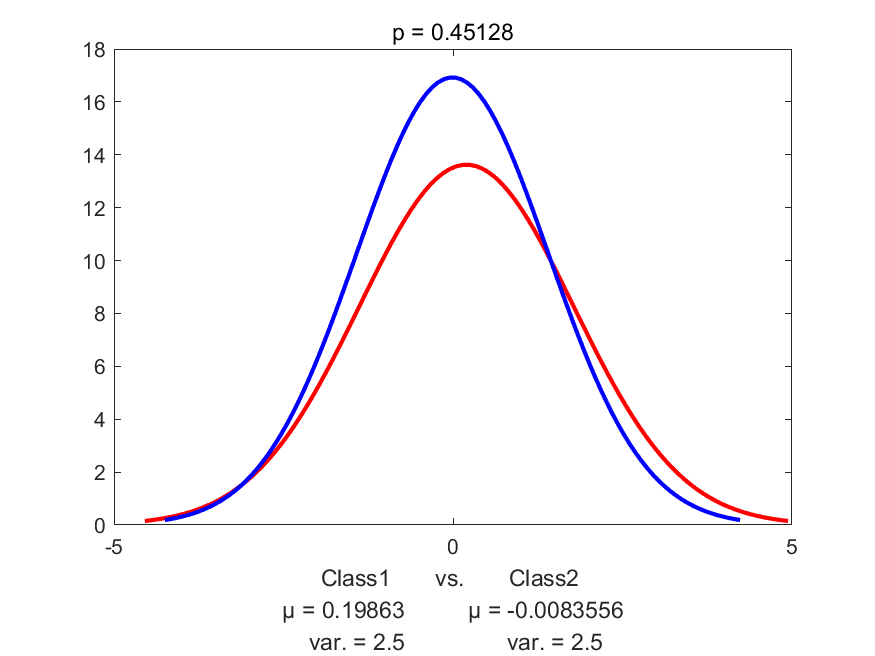 p = 0.45128
18
16
14
12
10
8
6
4
2
0
-5 0 5
Class1 vs. Class2
μ = 0.19863 μ = -0.0083556
var. = 2.5 var. = 2.5